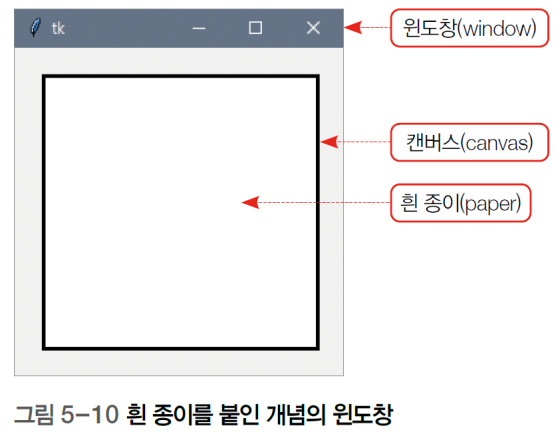 tk
윈도창(window)
캔버스(canvas)
흰 종이(paper)
그림 5-10 흰 종이를 붙인 개념의 윈도창